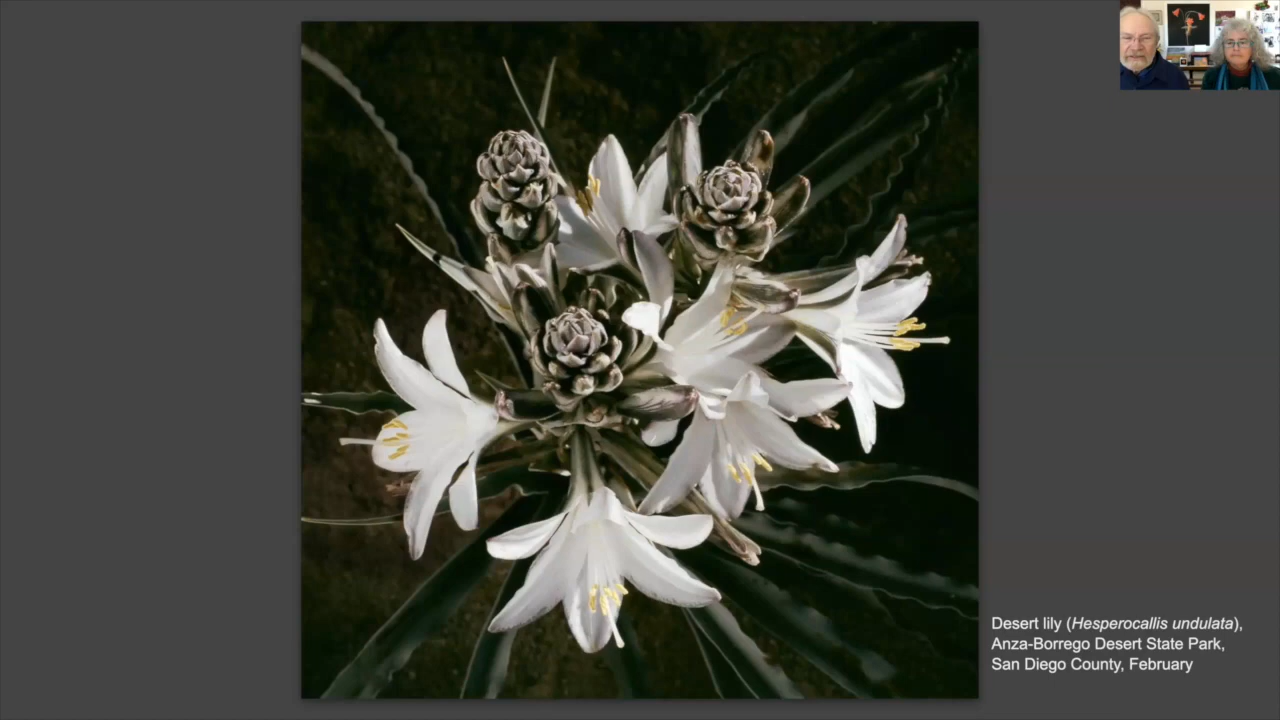 Desert lily (Hesperocallis undulata),
Anza-Borrego Desert State Park,
San Diego County, February